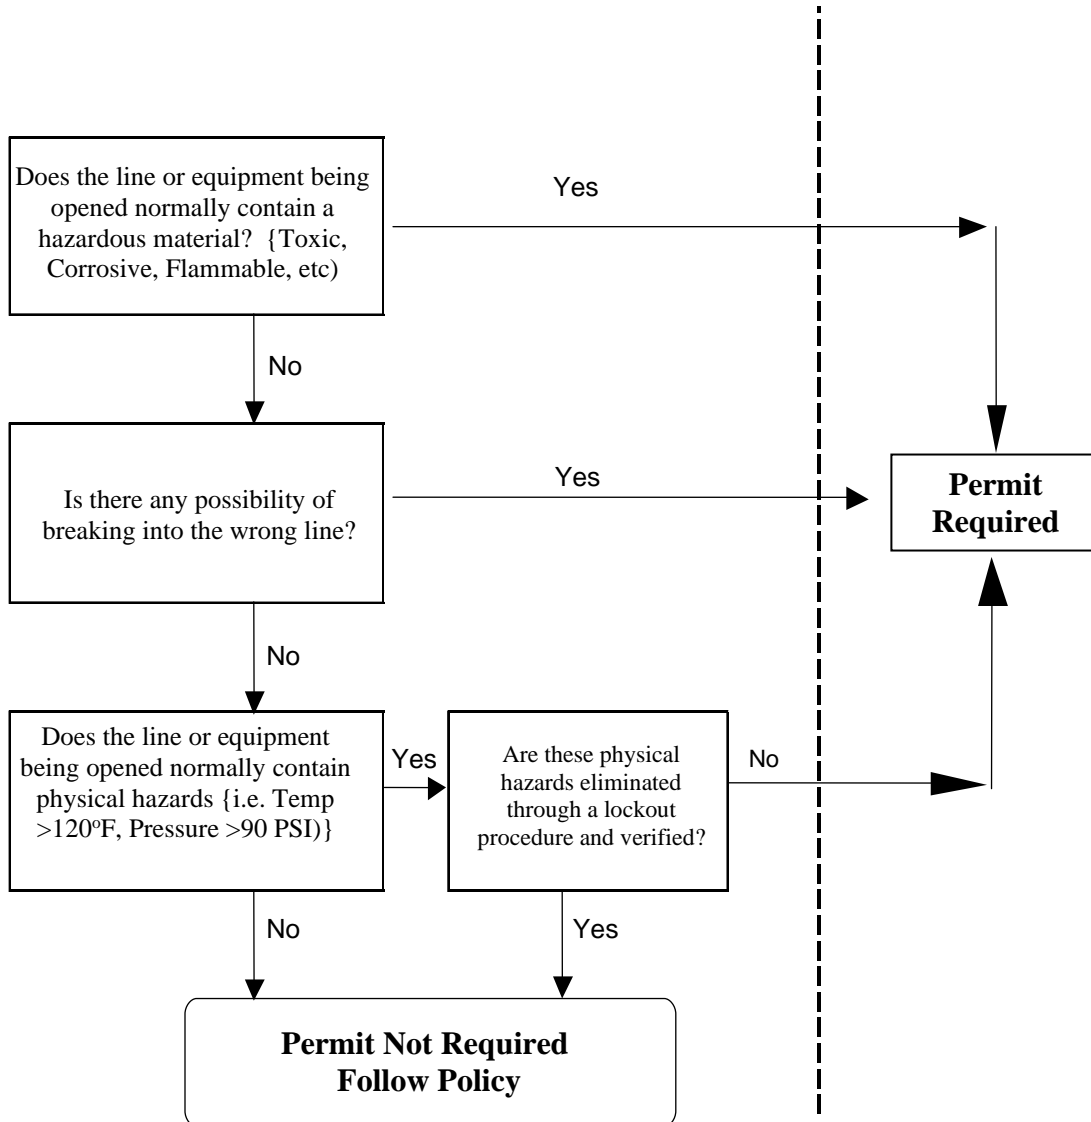 Does the line or equipment being
opened normally contain a
hazardous material?  {Toxic,
Corrosive, Flammable, etc)
Yes
No
Is there any possibility of
breaking into the wrong line?
Yes
Permit
Required
No
Does the line or equipment
being opened normally contain
physical hazards {i.e. Temp
>120ºF, Pressure >90 PSI)}
Yes
Are these physical
hazards eliminated
through a lockout
procedure and verified?
No
No
Yes
Permit Not Required
Follow Policy